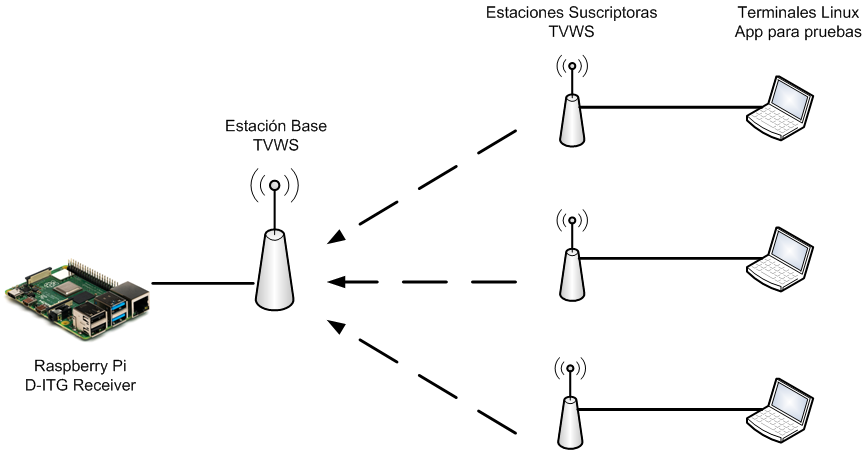 Estaciones Suscriptoras
TVWS
Terminales Linux
App para pruebas
Estación Base
TVWS
Raspberry Pi
D-ITG Receiver